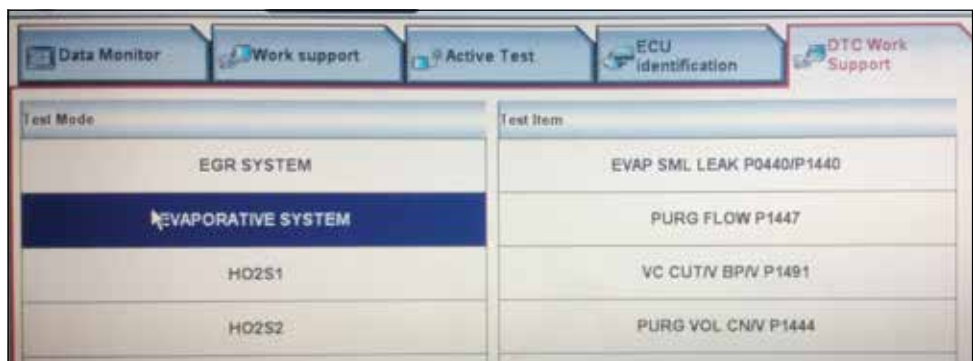 Data Monitor
Work support
Active Test
ECU
identification
DTC Work
Support
Test Mode
Test Item
EGR SYSTEM
EVAP SML LEAK P0440/P1440
EVAPORATIVE SYSTEM
PURG FLOW P1447
HO2S1
VC CUT/V BP/V P1491
HO2S2
PURG VOL CN/V P1444